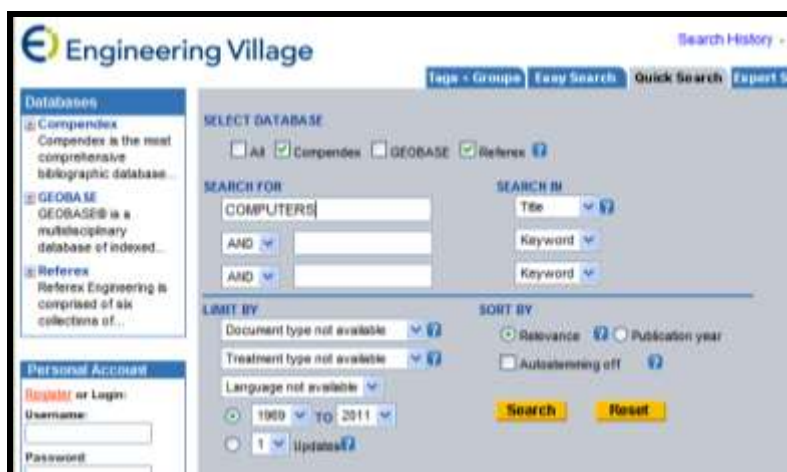 Engineering Village
Search History -
Tags + Groups Easy Search Quick Search Expert S
Databases
Compendex
Compendex is the most
comprehensive
bibliographic database...
GEOBASE
GEOBASE® is a
multidisciplinary
database of indexed...
Referex
Referex Engineering is
comprised of six
collections of...
Personal Account
Register or Login:
Username:
Password
SELECT DATABASE
All Compendex GEOBASE Referex ?
SEARCH FOR SEARCH IN
COMPUTERS Title ?
AND Keyword
AND Keyword
LIMIT BY SORT BY
Document type not available ? Relevance ? Publication year
Treatment type not available ? Autostemming off ?
Language not available
1969 TO 2011 Search Reset
1 Updates ?